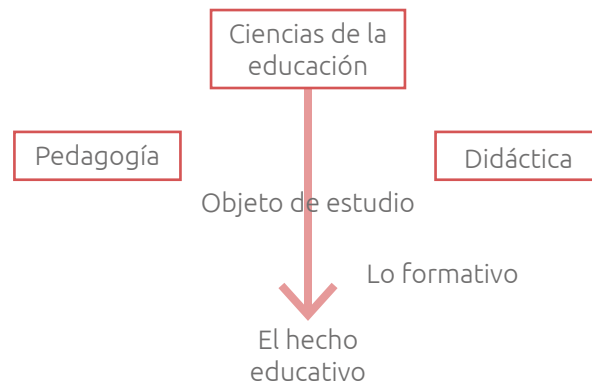 Ciencias de la
educación
Pedagogía
Didáctica
Objeto de estudio
Lo formativo
El hecho
educativo